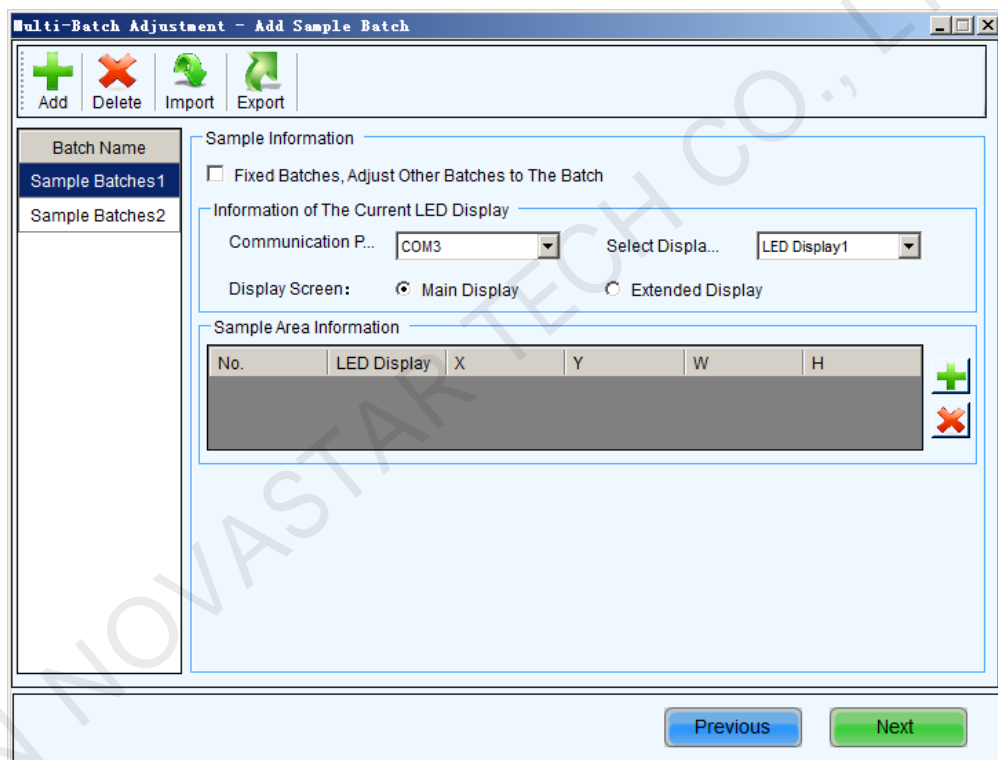 Multi-Batch Adjustment - Add Sample Batch
Add Delete Import Export
Batch Name
Sample Batches1
Sample Batches2
Sample Information
Fixed Batches, Adjust Other Batches to The Batch
Information of The Current LED Display
Communication P... COM3 Select Displa... LED Display1
Display Screen: Main Display Extended Display
Sample Area Information
No. LED Display X Y W H
Previous Next
NOVASTAR TECH CO., L